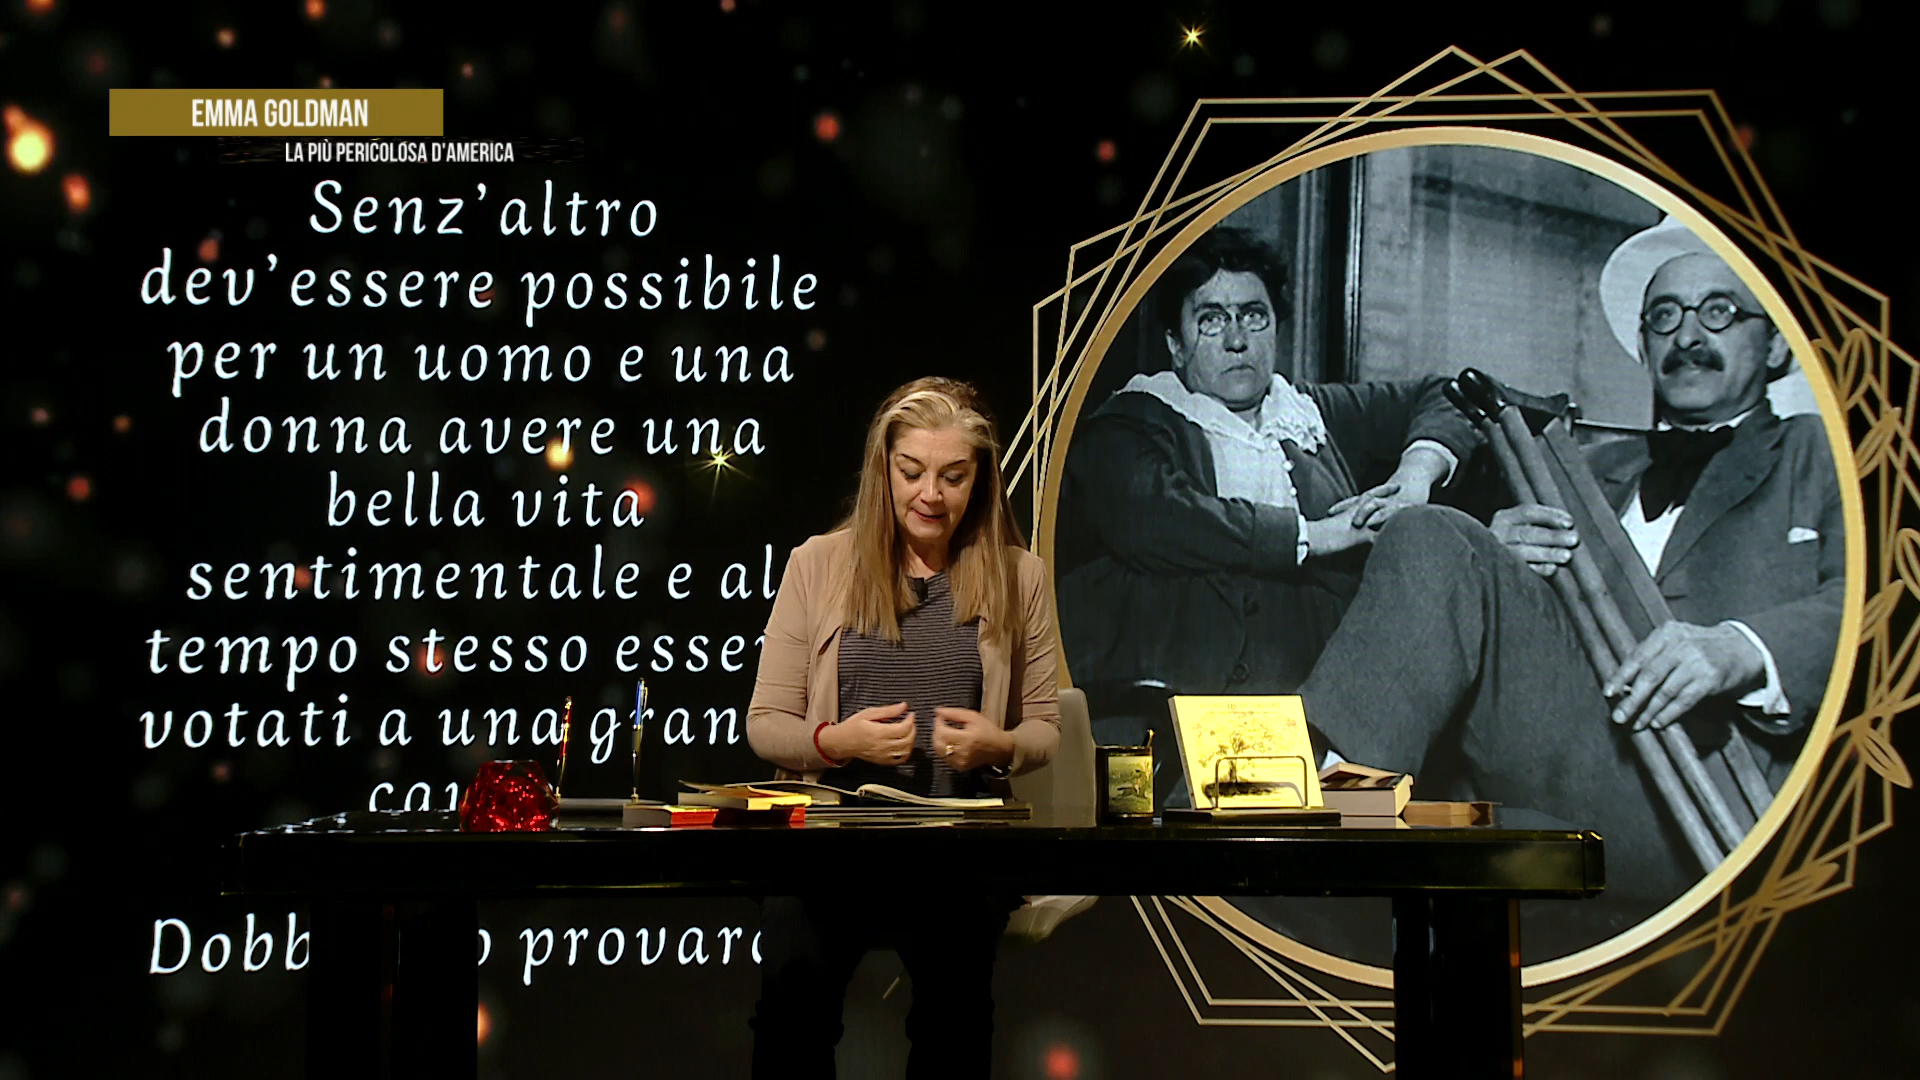 EMMA GOLDMAN
LA PIÙ PERICOLOSA D'AMERICA
Senz'altro
dev'essere possibile
per un uomo e una
donna avere una
bella vita
sentimentale e al
tempo stesso esse
votati a una gran
cau
Dobb o provar